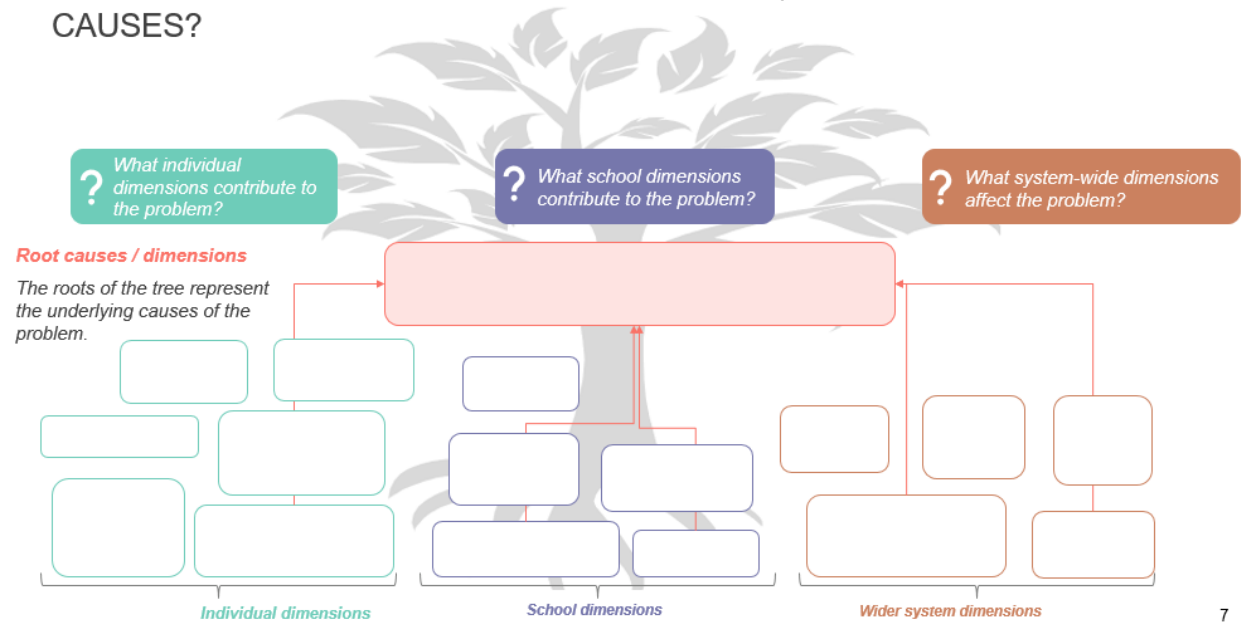 CAUSES?
?
What individual
dimensions contribute to
the problem?
?
What school dimensions
contribute to the problem?
?
What system-wide dimensions
affect the problem?
Root causes / dimensions
The roots of the tree represent
the underlying causes of the
problem.
Individual dimensions
School dimensions
Wider system dimensions
7